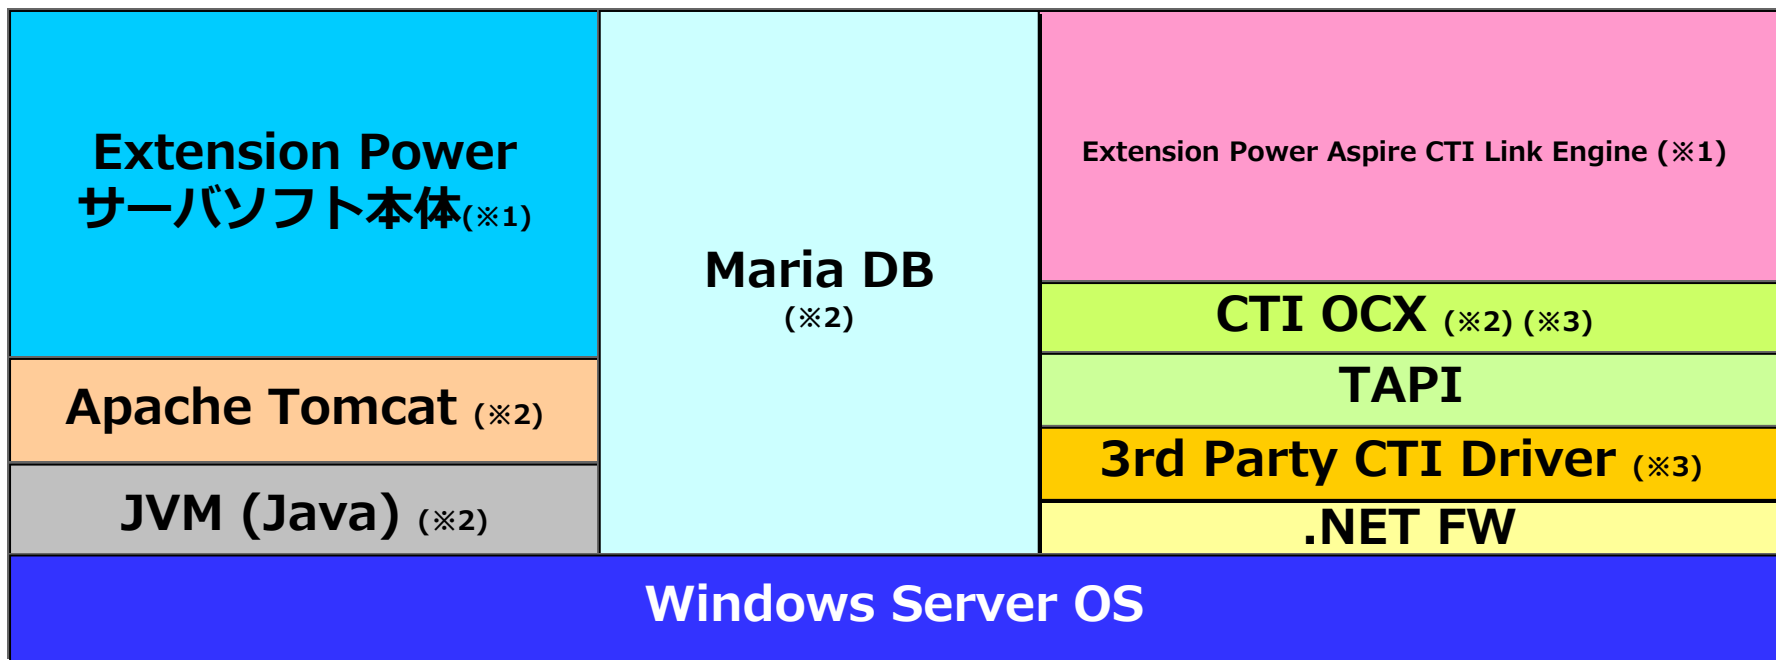 Extension Power
サーバソフト本体(※1)
Apache Tomcat (※2)
JVM (Java) (※2)
Maria DB
(※2)
Extension Power Aspire CTI Link Engine (※1)
CTI OCX (※2) (※3)
TAPI
3rd Party CTI Driver (※3)
.NET FW
Windows Server OS